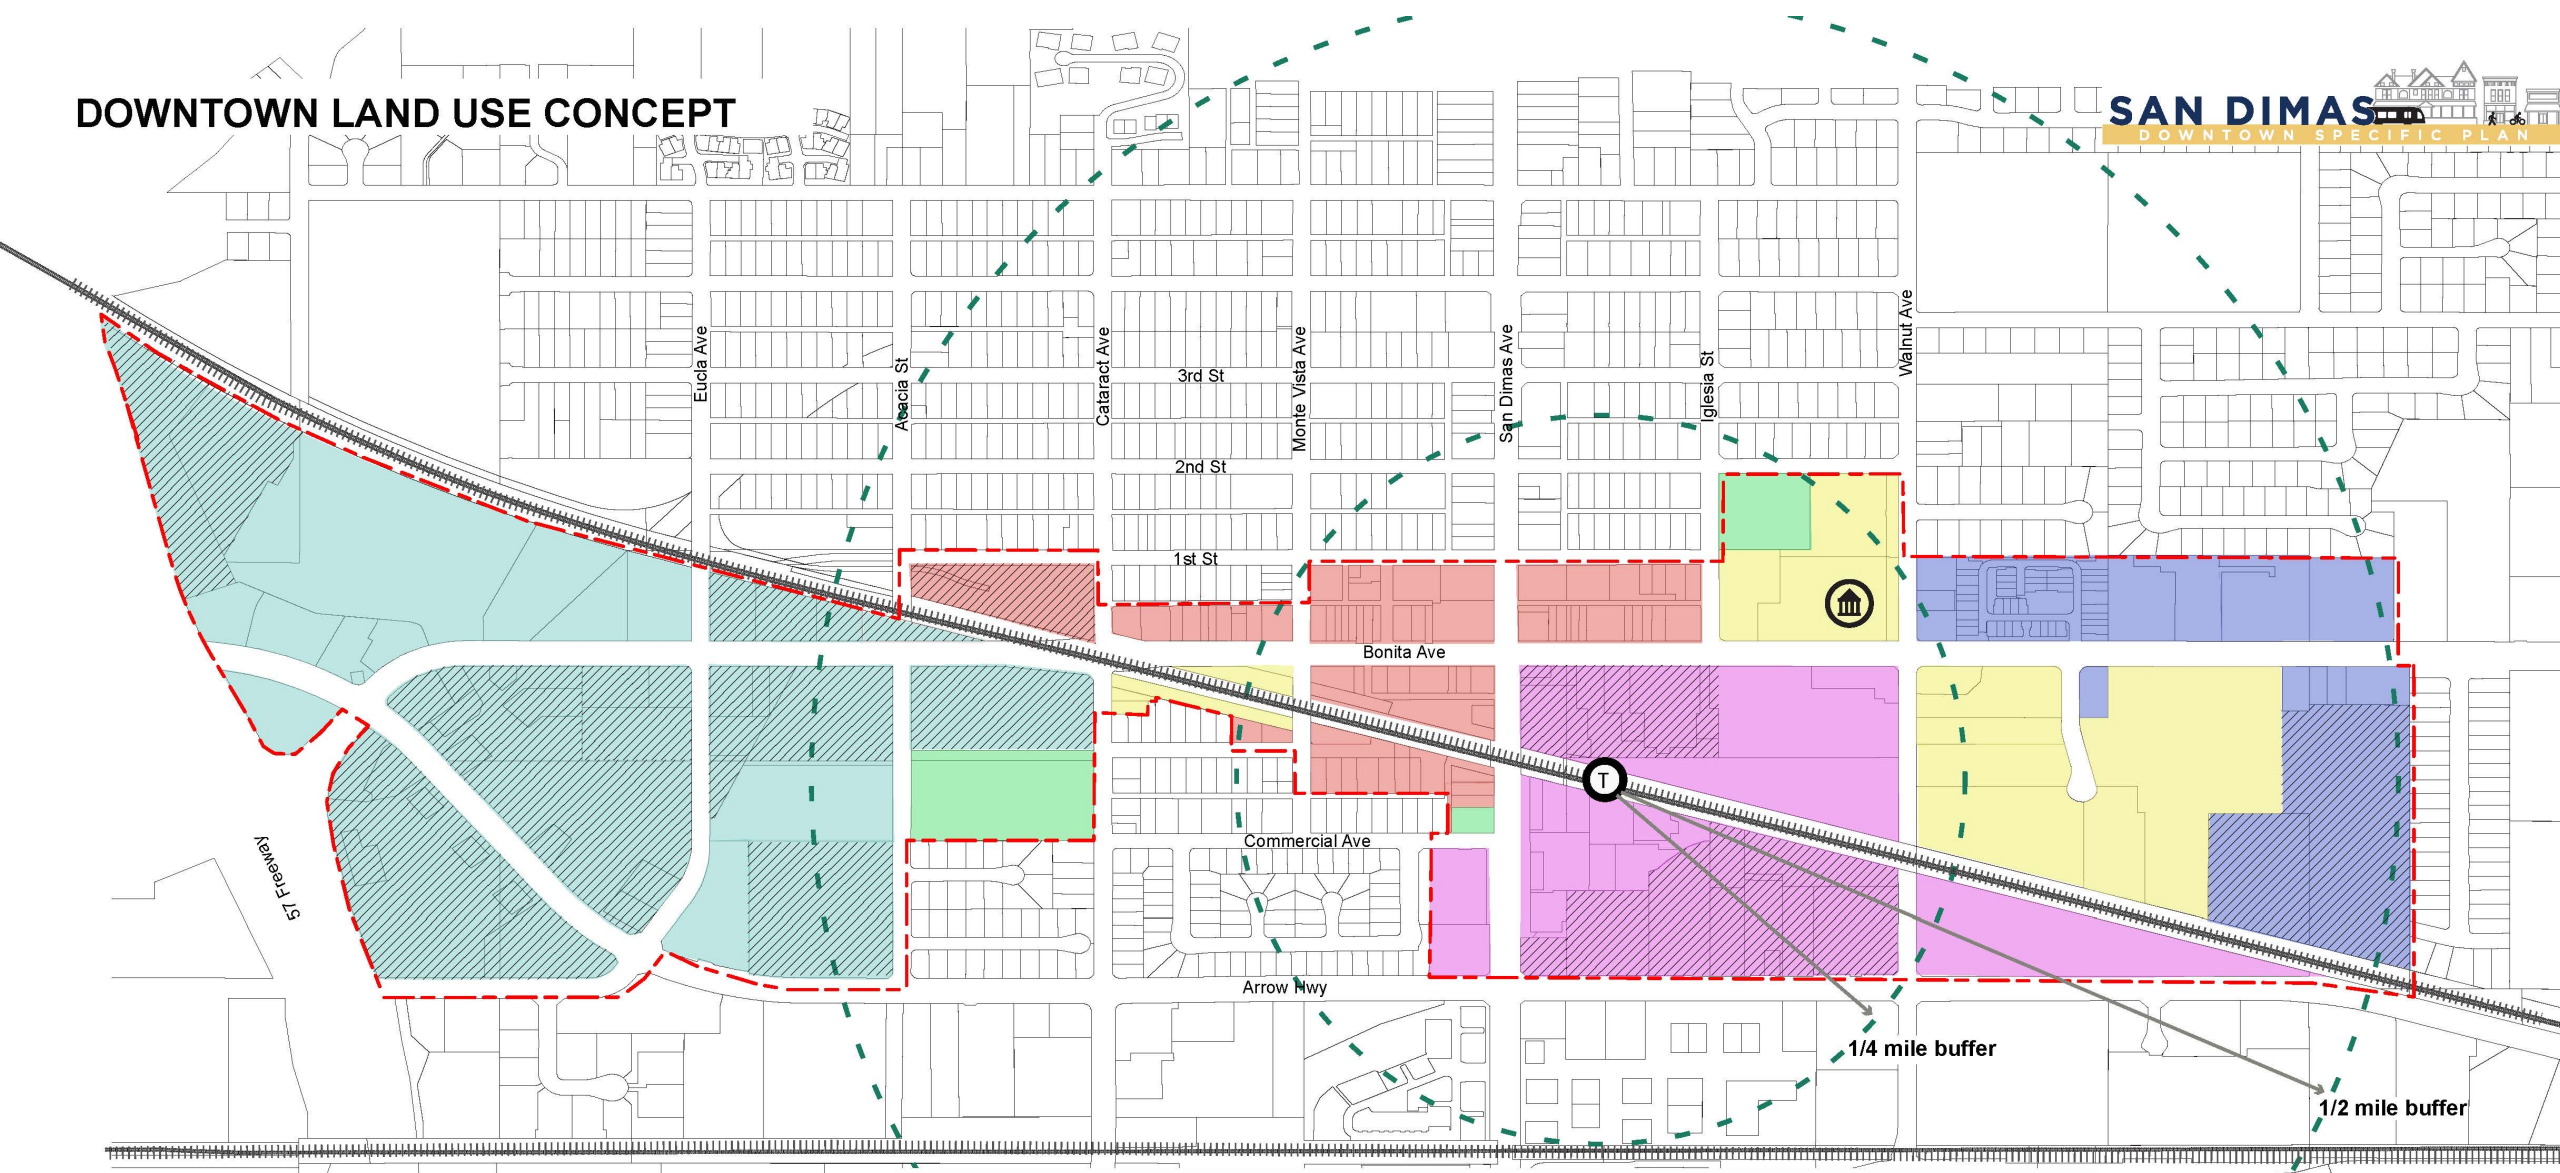 DOWNTOWN LAND USE CONCEPT
SAN DIMAS
DOWNTOWN SPECIFIC PLAN
Eucla Ave
Acacia St
Cataract Ave
Monte Vista Ave
San Dimas Ave
Iglesia St
Walnut Ave
3rd St
2nd St
1st St
Bonita Ave
T
Commercial Ave
57 Freeway
Arrow Hwy
1/4 mile buffer
1/2 mile buffer